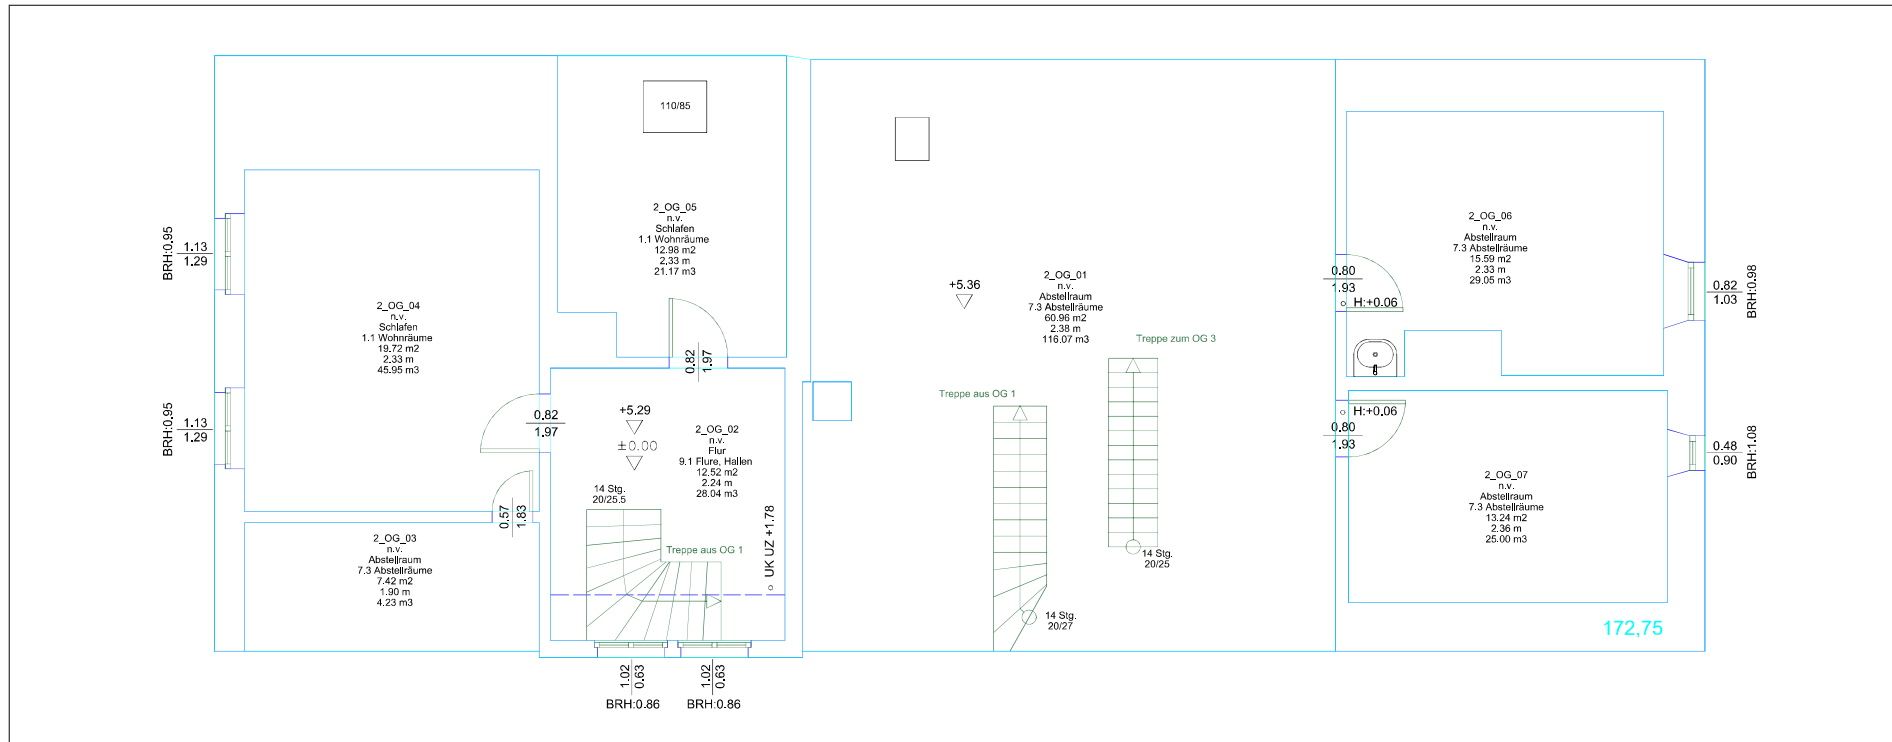 110/85
2_OG_05
n.v.
Schlafen
1.1 Wohnräume
12.98 m2
2,33 m
21.17 m3
2_OG_06
n.v.
Abstellraum
7.3 Abstellräume
15.59 m2
2.33 m
29.05 m3
BRH:0.95
1.13
1.29
+5.36
2_OG_01
n.v.
Abstellraum
7.3 Abstellräume
60.96 m2
2.38 m
116.07 m3
0.80
1.93
H:+0.06
0.82
1.03
BRH:0.98
2_OG_04
n.v.
Schlafen
1.1 Wohnräume
19.72 m2
2.33 m
45.95 m3
Treppe zum OG 3
0.82
1.97
Treppe aus OG 1
BRH:0.95
1.13
1.29
0.82
1.97
+5.29
±0.00
2_OG_02
n.v.
Flur
9.1 Flure, Hallen
12.52 m2
2.24 m
28.04 m3
H:+0.06
0.80
1.93
0.48
0.90
BRH:1.08
2_OG_07
n.v.
Abstellraum
7.3 Abstellräume
13.24 m2
2.36 m
25.00 m3
14 Stg.
20/25.5
0.57
1.83
UK UZ +1.78
2_OG_03
n.v.
Abstellraum
7.3 Abstellräume
7.42 m2
1.90 m
4.23 m3
Treppe aus OG 1
14 Stg.
20/25
14 Stg.
20/27
172,75
1.02
0.63
BRH:0.86
1.02
0.63
BRH:0.86